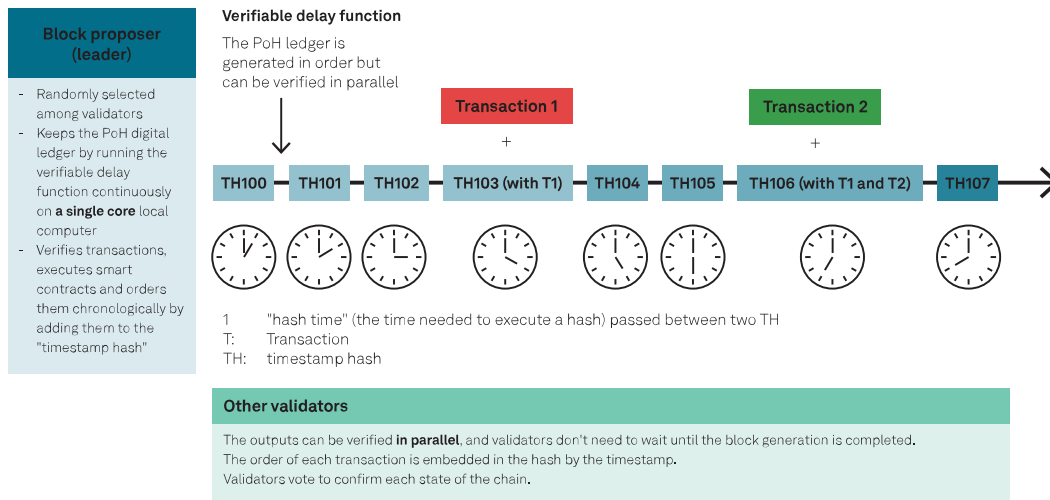 Block proposer
(leader)
- Randomly selected
among validators
- Keeps the PoH digital
ledger by running the
verifiable delay
function continuously
on a single core local
computer
- Verifies transactions,
executes smart
contracts and orders
them chronologically by
adding them to the
"timestamp hash"
Verifiable delay function
The PoH ledger is
generated in order but
can be verified in parallel
Transaction 1
+
Transaction 2
+
TH100
TH101
TH102
TH103 (with T1)
TH104
TH105
TH106 (with T1 and T2)
TH107
1 "hash time" (the time needed to execute a hash) passed between two TH
T: Transaction
TH: timestamp hash
Other validators
The outputs can be verified in parallel, and validators don't need to wait until the block generation is completed.
The order of each transaction is embedded in the hash by the timestamp.
Validators vote to confirm each state of the chain.